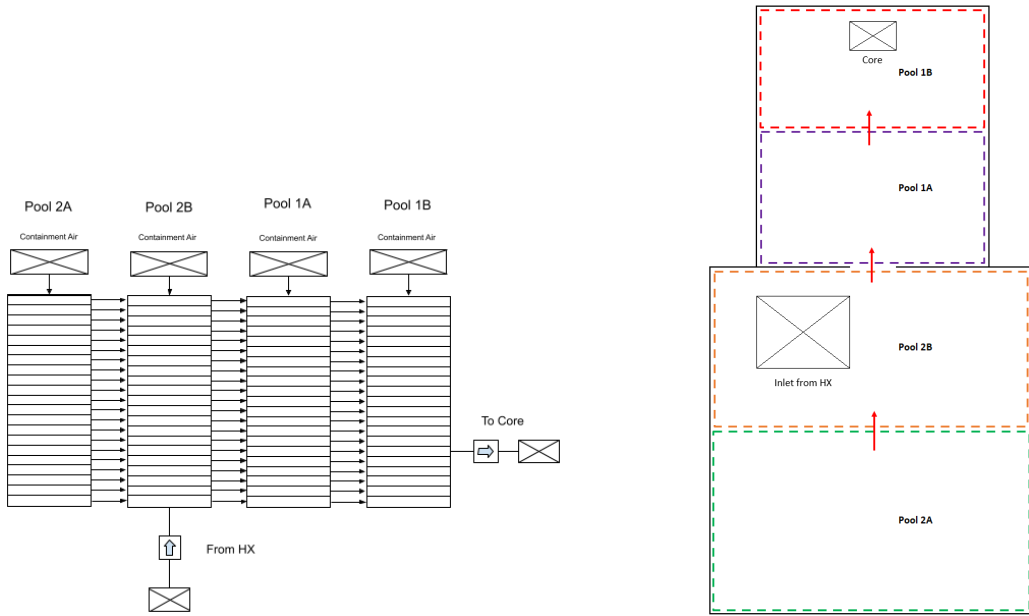 Pool 2A
Pool 2B
Pool 1A
Pool 1B
Containment Air
Containment Air
Containment Air
Containment Air
To Core
From HX
Core
Pool 1B
Pool 1A
Pool 2B
Inlet from HX
Pool 2A